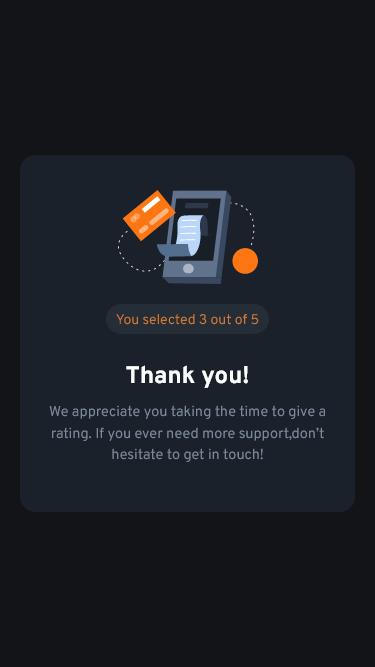 You selected 3 out of 5
Thank you!
We appreciate you taking the time to give a
rating. If you ever need more support,don't
hesitate to get in touch!